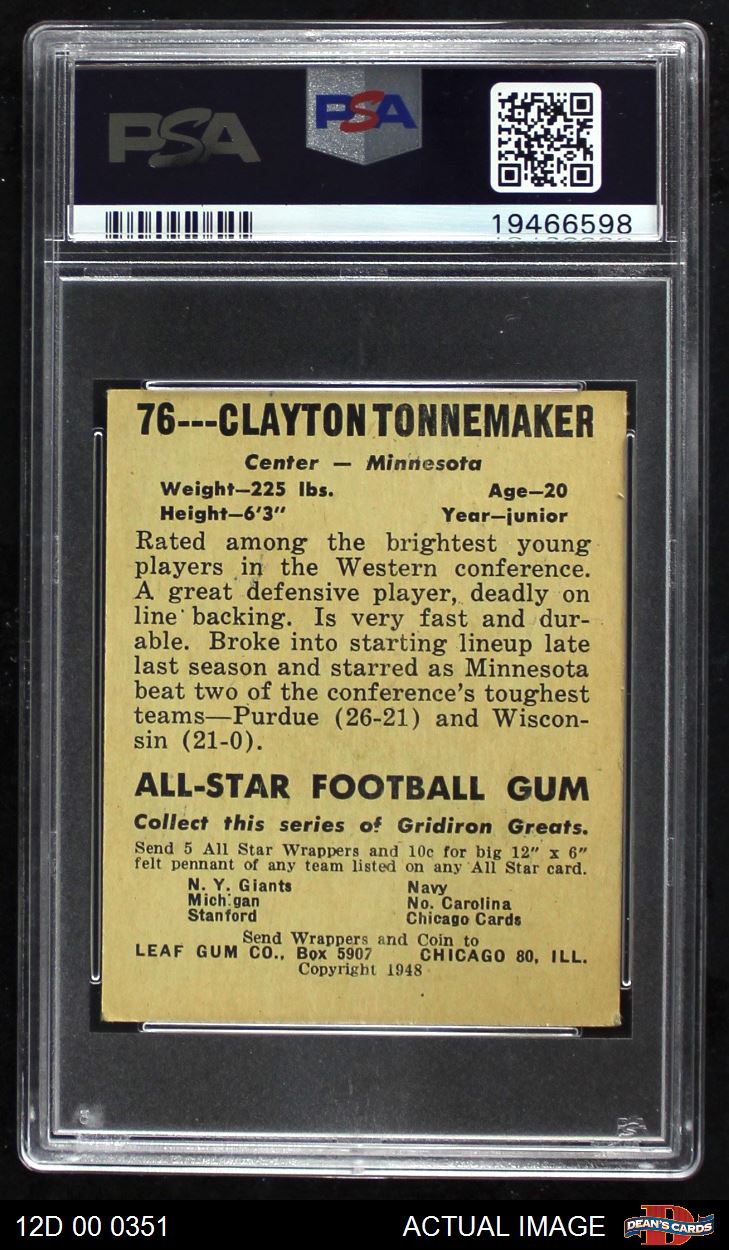 PSA
PSA
19466598
76---CLAYTON TONNEMAKER
Center — Minnesota
Weight—225 lbs. Age—20
Height—6'3" Year—junior
Rated among the brightest young
players in the Western conference.
A great defensive player, deadly on
line backing. Is very fast and dur-
able. Broke into starting lineup late
last season and starred as Minnesota
beat two of the conference's toughest
teams—Purdue (26-21) and Wiscon-
sin (21-0).
ALL-STAR FOOTBALL GUM
Collect this series of Gridiron Greats.
Send 5 All Star Wrappers and 10c for big 12" x 6"
felt pennant of any team listed on any All Star card.
N. Y. Giants Navy
Michigan No. Carolina
Stanford Chicago Cards
Send Wrappers and Coin to
LEAF GUM CO., Box 5907 CHICAGO 80, ILL.
Copyright 1948
PSA
12D 00 0351 ACTUAL IMAGE DEAN'S CARDS